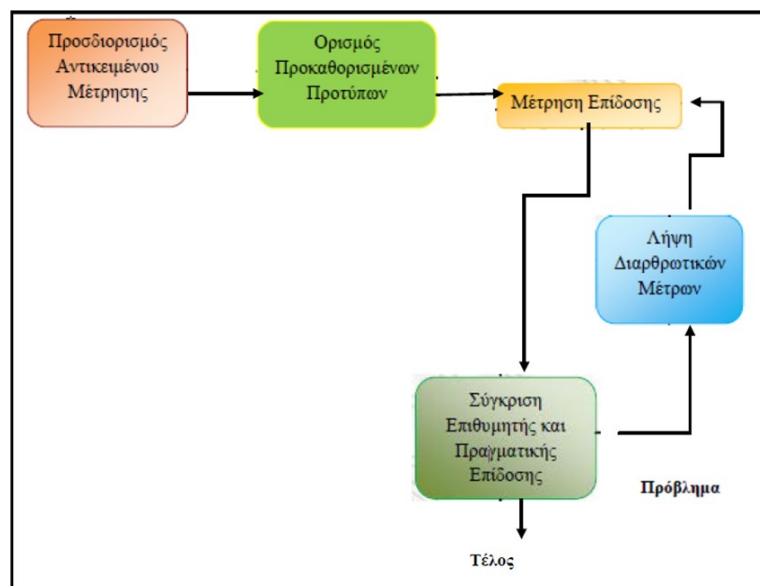 Προσδιορισμός
Αντικειμένου
Μέτρησης
Ορισμός
Προκαθορισμένων
Προτύπων
Μέτρηση Επίδοσης
Λήψη
Διαρθρωτικών
Μέτρων
Σύγκριση
Επιθυμητής και
Πραγματικής
Επίδοσης
Πρόβλημα
Τέλος